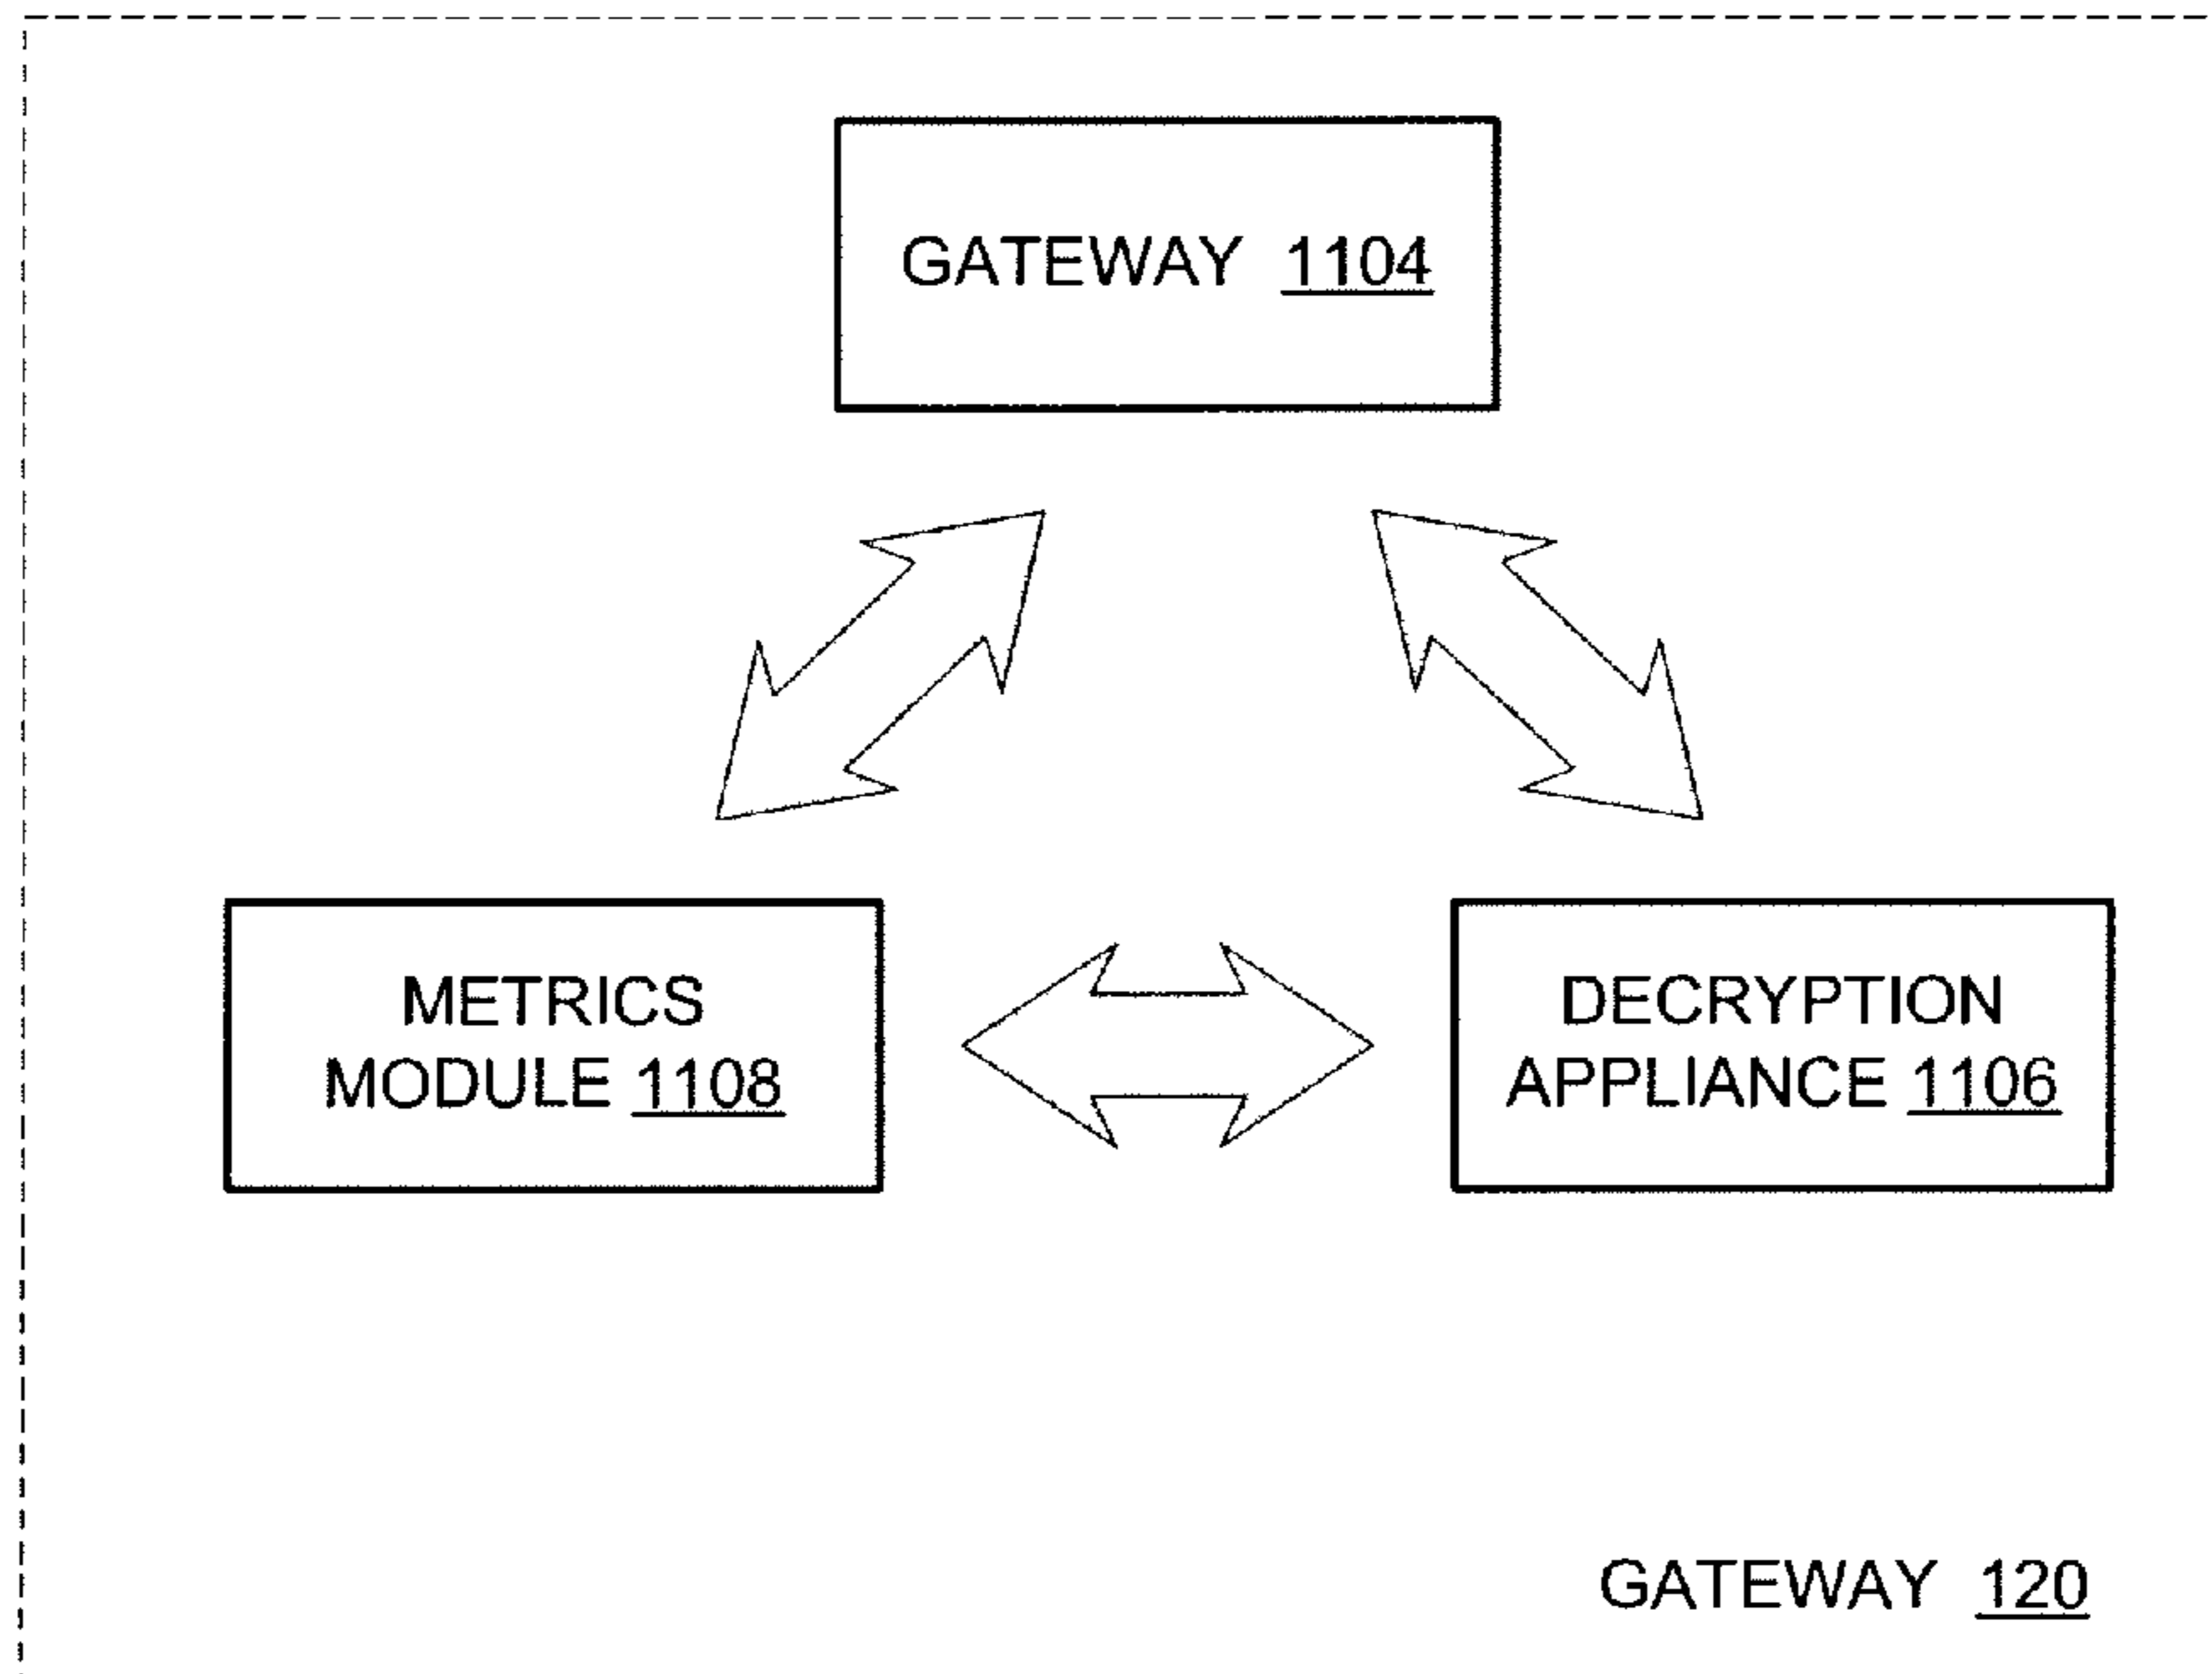 GATEWAY 1104
METRICS
MODULE 1108
DECRYPTION
APPLIANCE 1106
GATEWAY 120